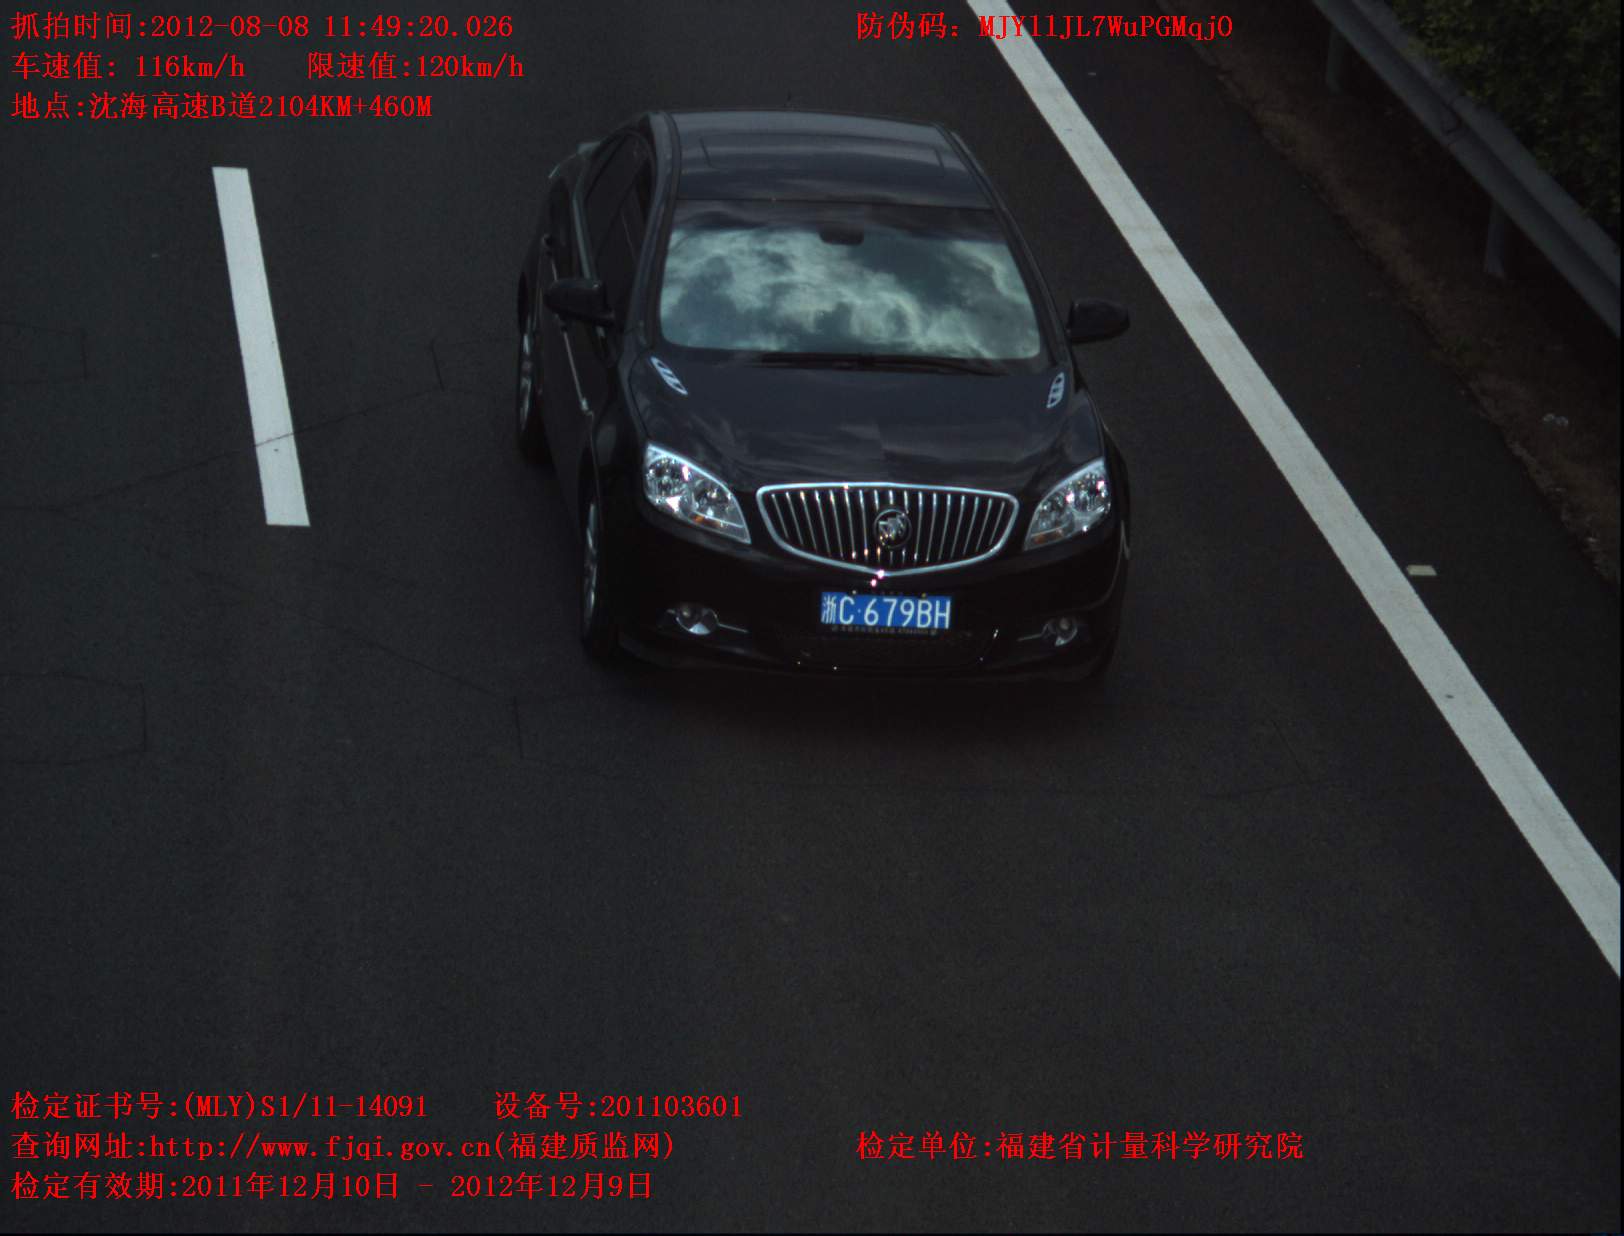 抓拍时间:2012-08-08 11:49:20.026
防伪码: MJYllJL7WuPGMqjO
车速值: 116km/h 限速值:120km/h
地点:沈海高速B道2104KM+460M
浙C·679BH
检定证书号:(MLY)S1/11-14091 设备号:201103601
查询网址:http://www.fjqi.gov.cn(福建质监网)
检定单位:福建省计量科学研究院
检定有效期:2011年12月10日 - 2012年12月9日